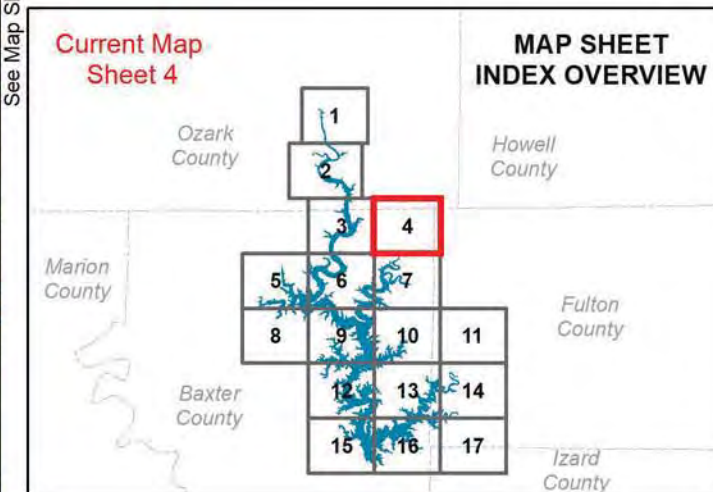 See Map Sh
Current Map
Sheet 4
MAP SHEET
INDEX OVERVIEW
1
Ozark
County
Howell
County
2
3
4
Marion
County
5
6
7
Fulton
County
8
9
10
11
Baxter
County
12
13
14
15
16
17
Izard
County